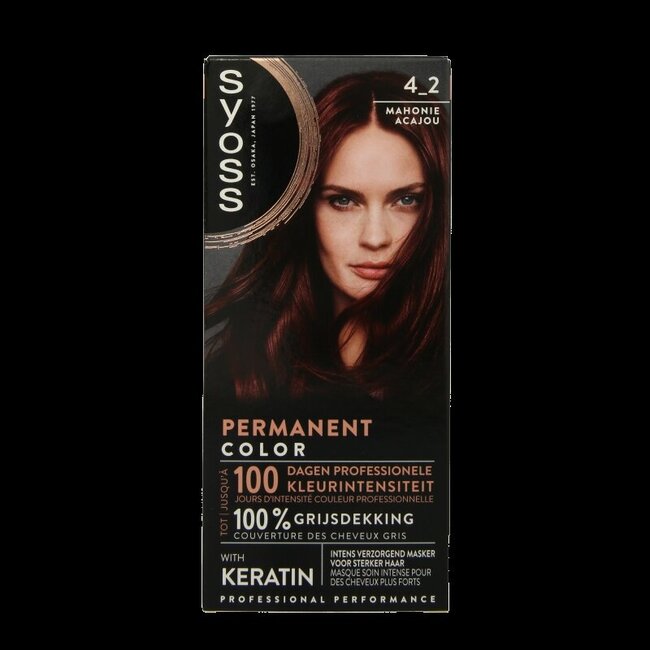 SYOSS
EST. OSAKA, JAPAN 1977
4_2
MAHONIE
ACAJOU
PERMANENT
COLOR
TOT | JUSQU'À
100 DAGEN PROFESSIONELE
KLEURINTENSITEIT
JOURS D'INTENSITÉ COULEUR PROFESSIONNELLE
100% GRIJSDEKKING
COUVERTURE DES CHEVEUX GRIS
WITH
KERATIN
INTENS VERZORGEND MASKER
VOOR STERKER HAAR
MASQUE SOIN INTENSE POUR
DES CHEVEUX PLUS FORTS
PROFESSIONAL PERFORMANCE